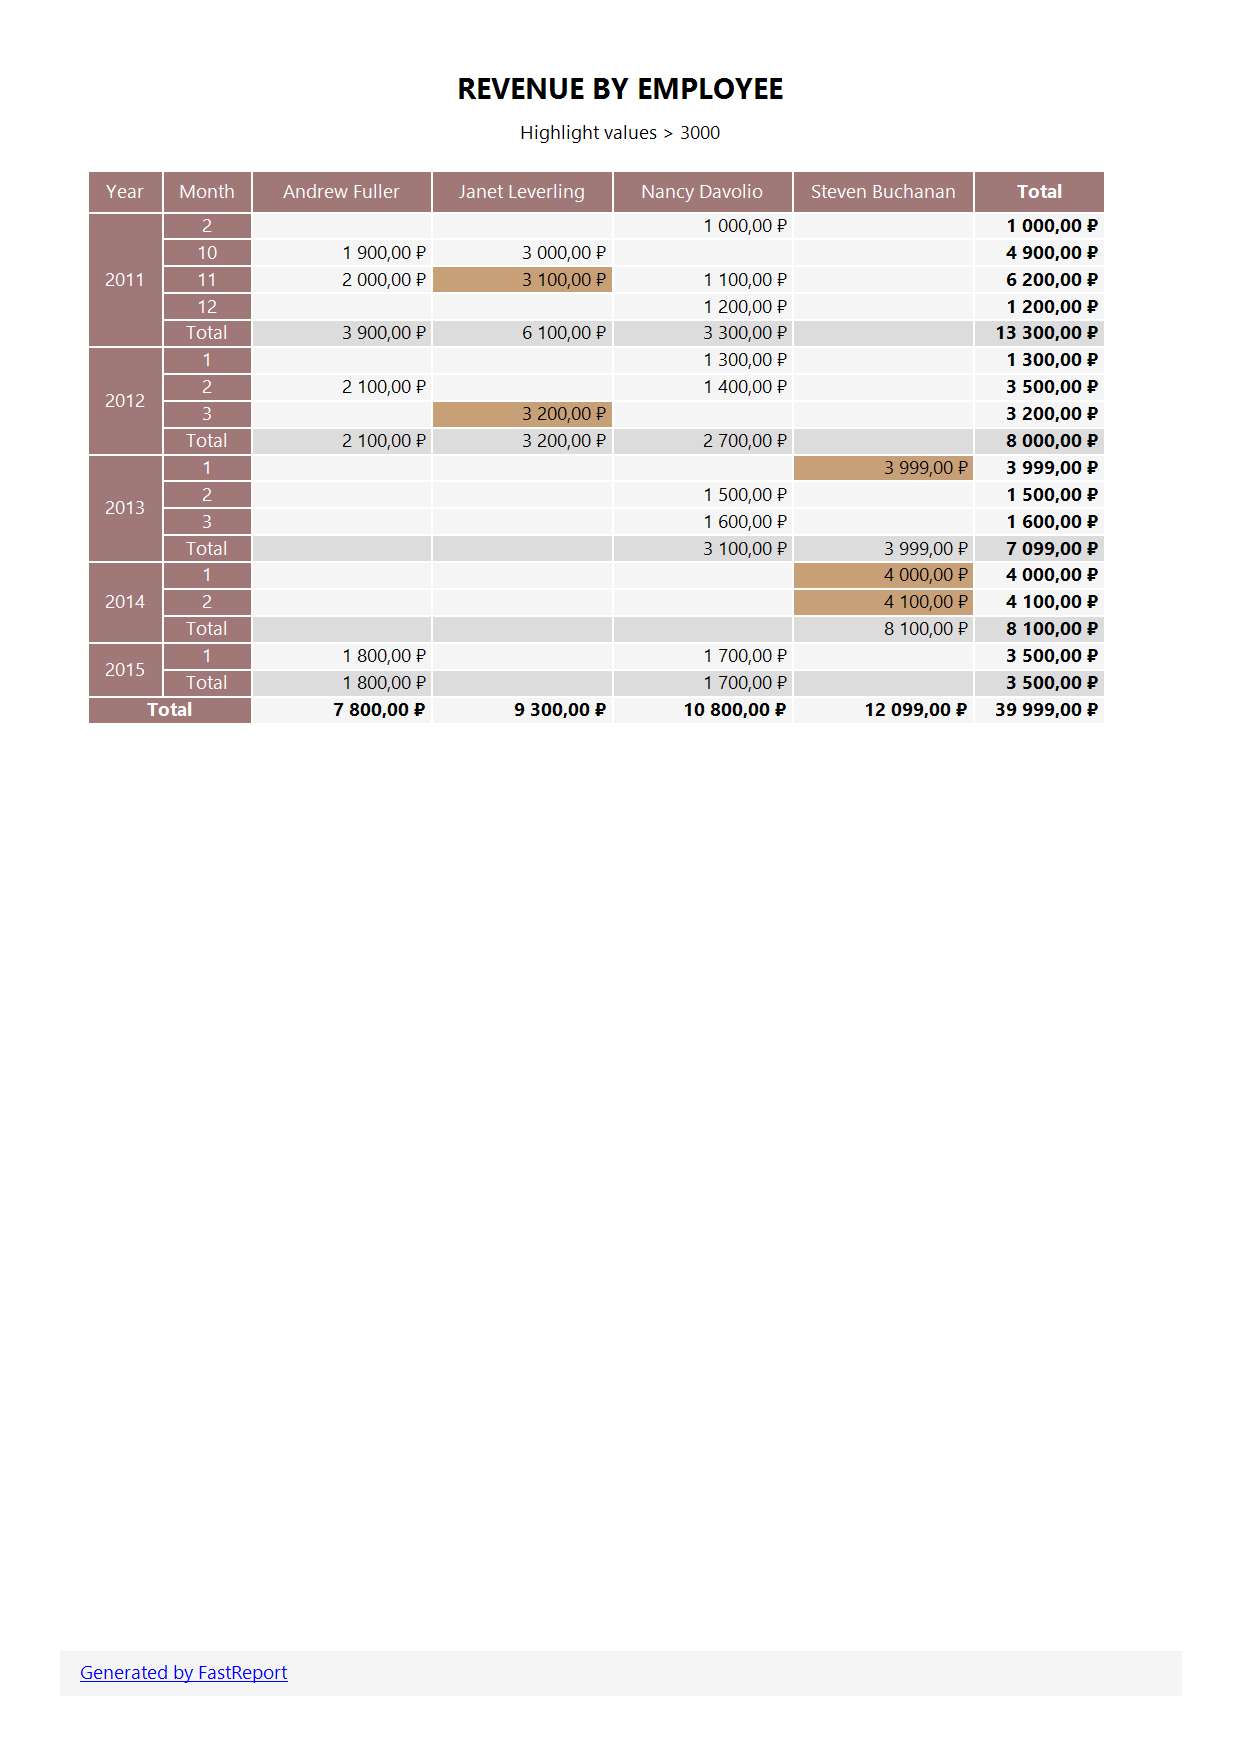 REVENUE BY EMPLOYEE
Highlight values > 3000
Year Month Andrew Fuller Janet Leverling Nancy Davolio Steven Buchanan Total
2011 2 1 000,00 ₽ 1 000,00 ₽
10 1 900,00 ₽ 3 000,00 ₽ 4 900,00 ₽
11 2 000,00 ₽ 3 100,00 ₽ 1 100,00 ₽ 6 200,00 ₽
12 1 200,00 ₽ 1 200,00 ₽
Total 3 900,00 ₽ 6 100,00 ₽ 3 300,00 ₽ 13 300,00 ₽
2012 1 1 300,00 ₽ 1 300,00 ₽
2 2 100,00 ₽ 1 400,00 ₽ 3 500,00 ₽
3 3 200,00 ₽ 3 200,00 ₽
Total 2 100,00 ₽ 3 200,00 ₽ 2 700,00 ₽ 8 000,00 ₽
2013 1 3 999,00 ₽ 3 999,00 ₽
2 1 500,00 ₽ 1 500,00 ₽
3 1 600,00 ₽ 1 600,00 ₽
Total 3 100,00 ₽ 3 999,00 ₽ 7 099,00 ₽
2014 1 4 000,00 ₽ 4 000,00 ₽
2 4 100,00 ₽ 4 100,00 ₽
Total 8 100,00 ₽ 8 100,00 ₽
2015 1 1 800,00 ₽ 1 700,00 ₽ 3 500,00 ₽
Total 1 800,00 ₽ 1 700,00 ₽ 3 500,00 ₽
Total 7 800,00 ₽ 9 300,00 ₽ 10 800,00 ₽ 12 099,00 ₽ 39 999,00 ₽
Generated by FastReport